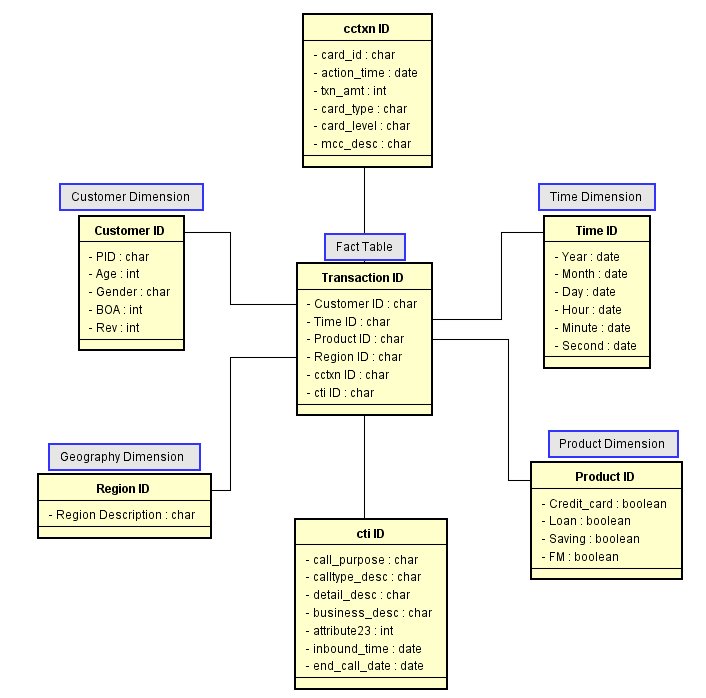 cctxn ID
- card_id : char
- action_time : date
- txn_amt : int
- card_type : char
- card_level : char
- mcc_desc : char
Customer Dimension
Customer ID
- PID : char
- Age : int
- Gender : char
- BOA : int
- Rev : int
Time Dimension
Time ID
- Year : date
- Month : date
- Day : date
- Hour : date
- Minute : date
- Second : date
Fact Table
Transaction ID
- Customer ID : char
- Time ID : char
- Product ID : char
- Region ID : char
- cctxn ID : char
- cti ID : char
Geography Dimension
Region ID
- Region Description : char
Product Dimension
Product ID
- Credit_card : boolean
- Loan : boolean
- Saving : boolean
- FM : boolean
cti ID
- call_purpose : char
- calltype_desc : char
- detail_desc : char
- business_desc : char
- attribute23 : int
- inbound_time : date
- end_call_date : date